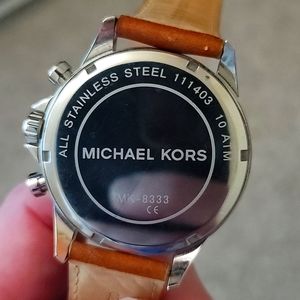 ALL STAINLESS STEEL 111403 10 ATM
MICHAEL KORS
MK-8333
CE